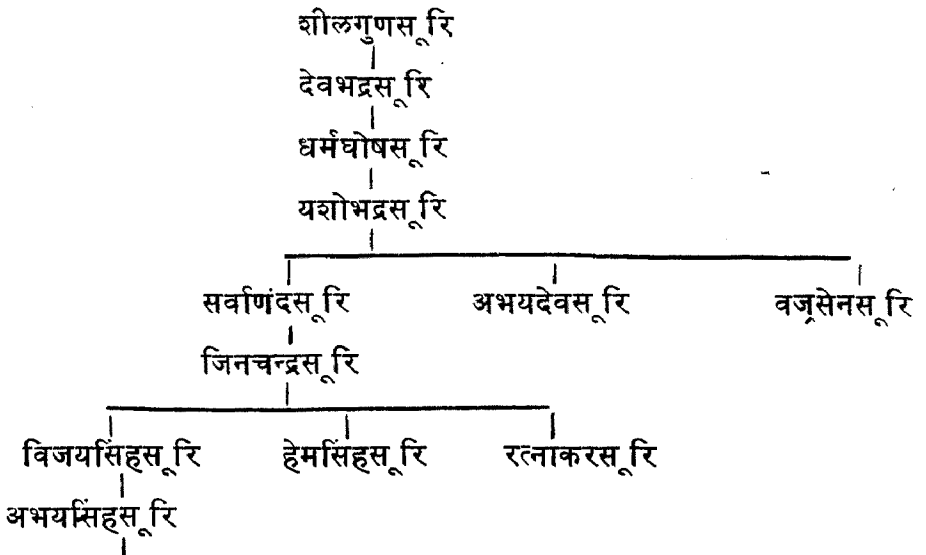 शीलगुणसूरि
देवभद्रसूरि
धर्मघोषसूरि
यशोभद्रसूरि
सर्वाणंदसूरि अभयदेवसूरि वज्रसेनसूरि
जिनचन्द्रसूरि
विजयसिंहसूरि हेमसिंहसूरि रत्नाकरसूरि
अभयसिंहसूरि